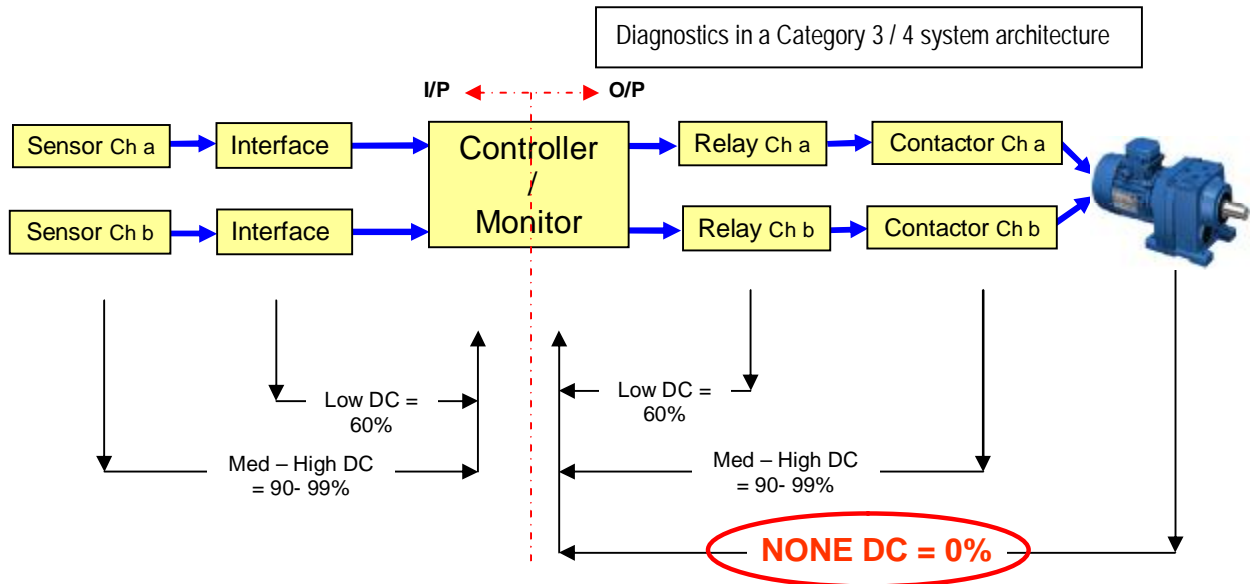 Diagnostics in a Category 3 / 4 system architecture
I/P
O/P
Sensor Ch a
Interface
Controller
/
Monitor
Relay Ch a
Contactor Ch a
Sensor Ch b
Interface
Relay Ch b
Contactor Ch b
Low DC =
60%
Low DC =
60%
Med – High DC
= 90- 99%
Med – High DC
= 90- 99%
NONE DC = 0%